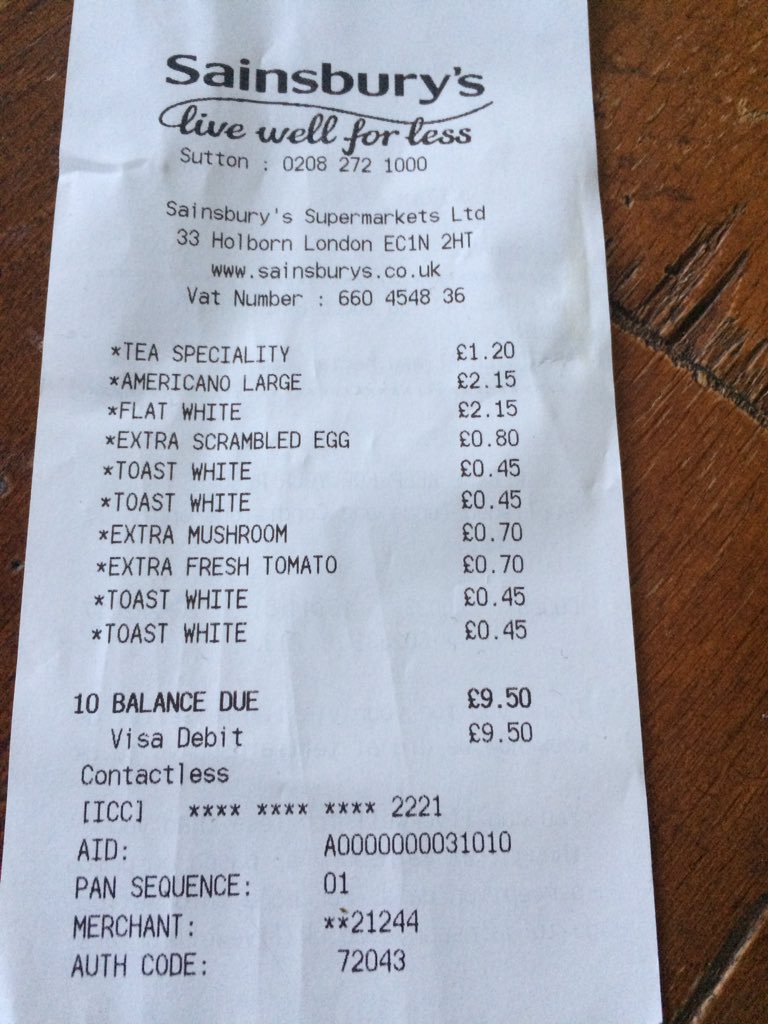 Sainsbury's
live well for less
Sutton : 0208 272 1000
Sainsbury's Supermarkets Ltd
33 Holborn London EC1N 2HT
www.sainsburys.co.uk
Vat Number : 660 4548 36
*TEA SPECIALITY £1.20
*AMERICANO LARGE £2.15
*FLAT WHITE £2.15
*EXTRA SCRAMBLED EGG £0.80
*TOAST WHITE £0.45
*TOAST WHITE £0.45
*EXTRA MUSHROOM £0.70
*EXTRA FRESH TOMATO £0.70
*TOAST WHITE £0.45
*TOAST WHITE £0.45
10 BALANCE DUE £9.50
Visa Debit £9.50
Contactless
[ICC] **** **** **** 2221
AID: A0000000031010
PAN SEQUENCE: 01
MERCHANT: **21244
AUTH CODE: 72043